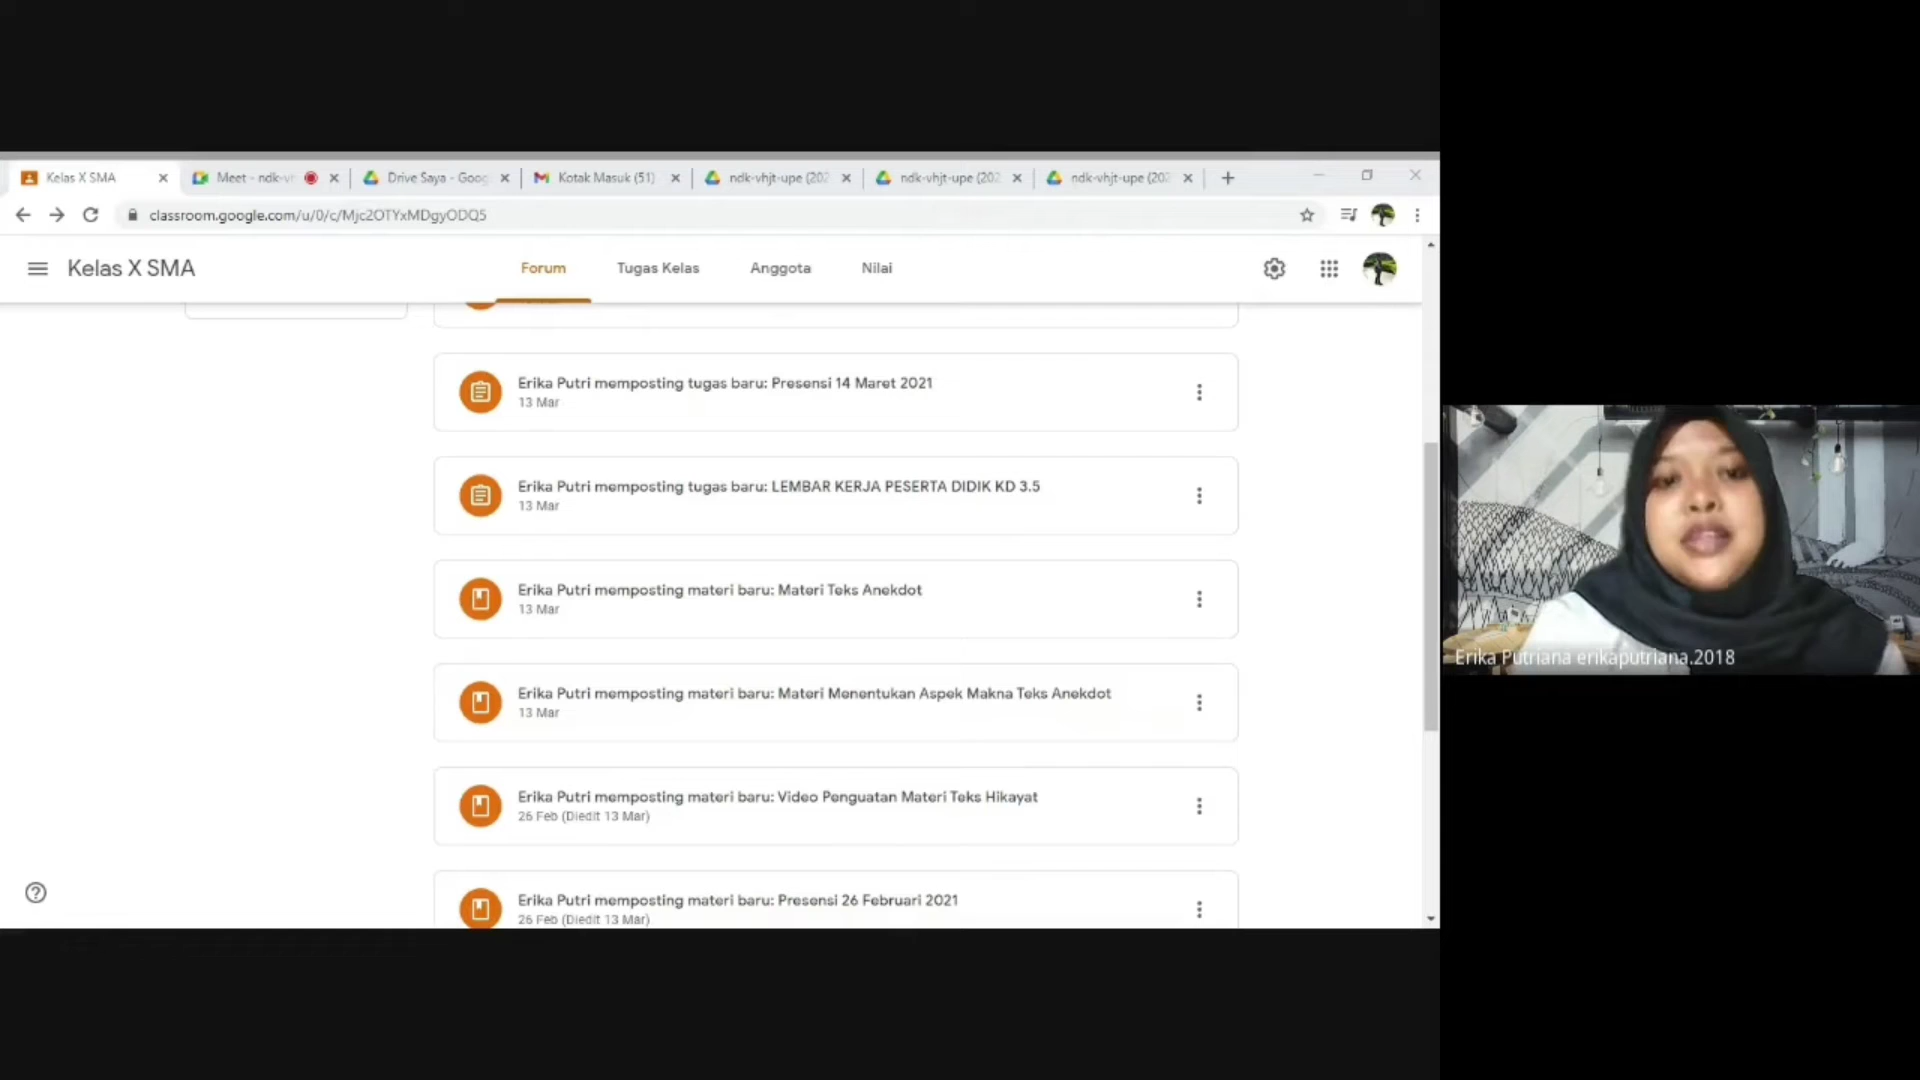 Kelas X SMA
Meet - ndk-v
Drive Saya - Goog
Kotak Masuk (51)
ndk-vhjt-upe (202
ndk-vhjt-upe (202
ndk-vhjt-upe (202
classroom.google.com/u/0/c/Mjc2OTYxMDgyODQ5
Kelas X SMA
Forum
Tugas Kelas
Anggota
Nilai
Erika Putri memposting tugas baru: Presensi 14 Maret 2021
13 Mar
Erika Putri memposting tugas baru: LEMBAR KERJA PESERTA DIDIK KD 3.5
13 Mar
Erika Putri memposting materi baru: Materi Teks Anekdot
13 Mar
Erika Putri memposting materi baru: Materi Menentukan Aspek Makna Teks Anekdot
13 Mar
Erika Putri memposting materi baru: Video Penguatan Materi Teks Hikayat
26 Feb (Diedit 13 Mar)
Erika Putri memposting materi baru: Presensi 26 Februari 2021
26 Feb (Diedit 13 Mar)
Erika Putriana erikaputriana.2018